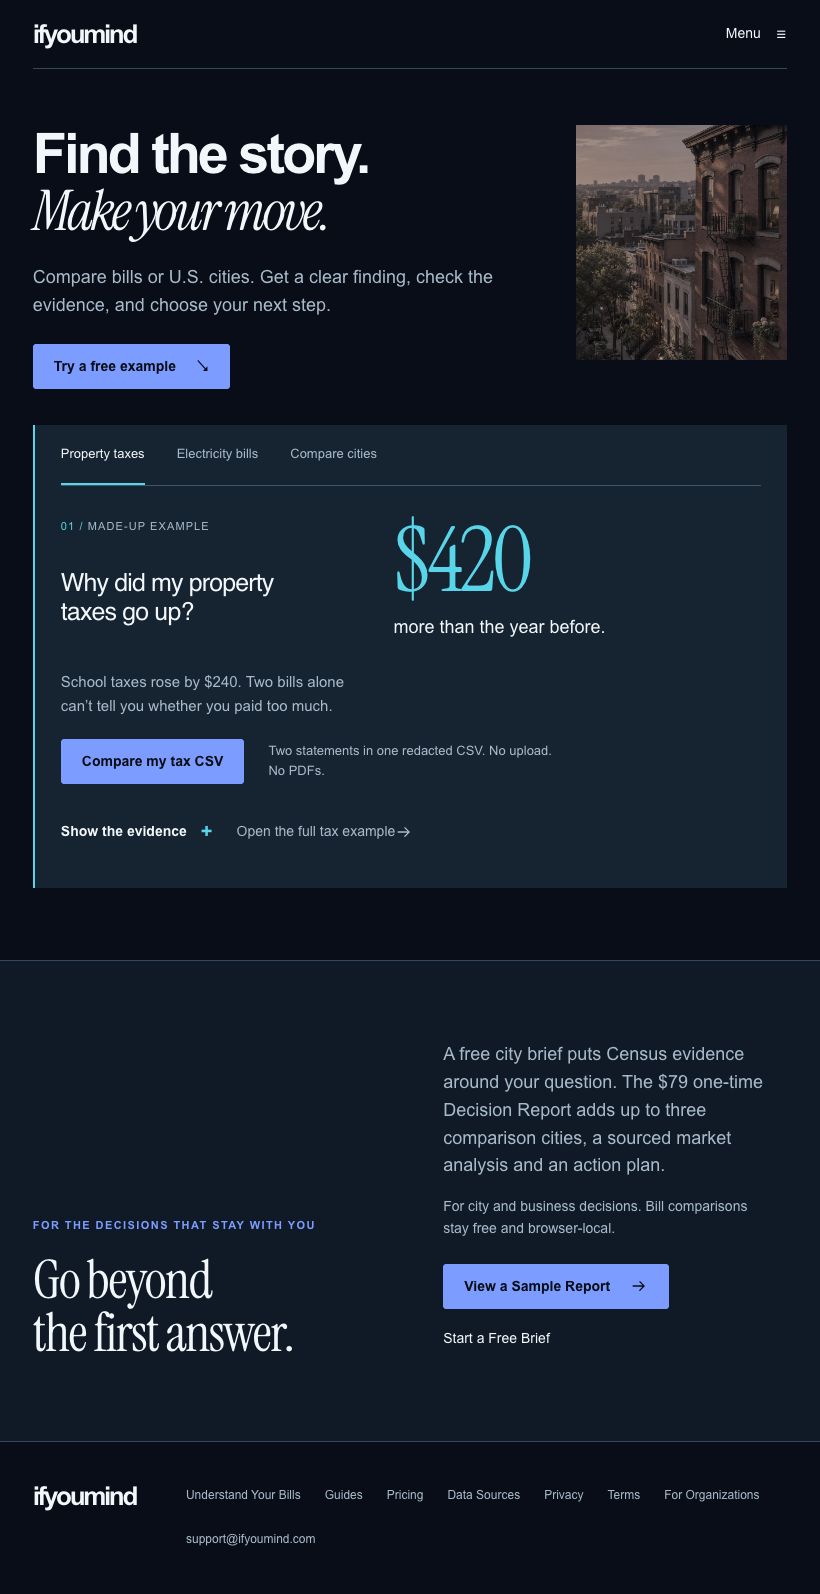 ifyoumind
Menu ≡
Find the story.
Make your move.
Compare bills or U.S. cities. Get a clear finding, check the
evidence, and choose your next step.
Try a free example ↘
Property taxes
Electricity bills
Compare cities
01 / MADE-UP EXAMPLE
Why did my property
taxes go up?
$420
more than the year before.
School taxes rose by $240. Two bills alone
can't tell you whether you paid too much.
Compare my tax CSV
Two statements in one redacted CSV. No upload.
No PDFs.
Show the evidence +
Open the full tax example→
FOR THE DECISIONS THAT STAY WITH YOU
Go beyond
the first answer.
A free city brief puts Census evidence
around your question. The $79 one-time
Decision Report adds up to three
comparison cities, a sourced market
analysis and an action plan.
For city and business decisions. Bill comparisons
stay free and browser-local.
View a Sample Report →
Start a Free Brief
ifyoumind
Understand Your Bills
Guides
Pricing
Data Sources
Privacy
Terms
For Organizations
support@ifyoumind.com